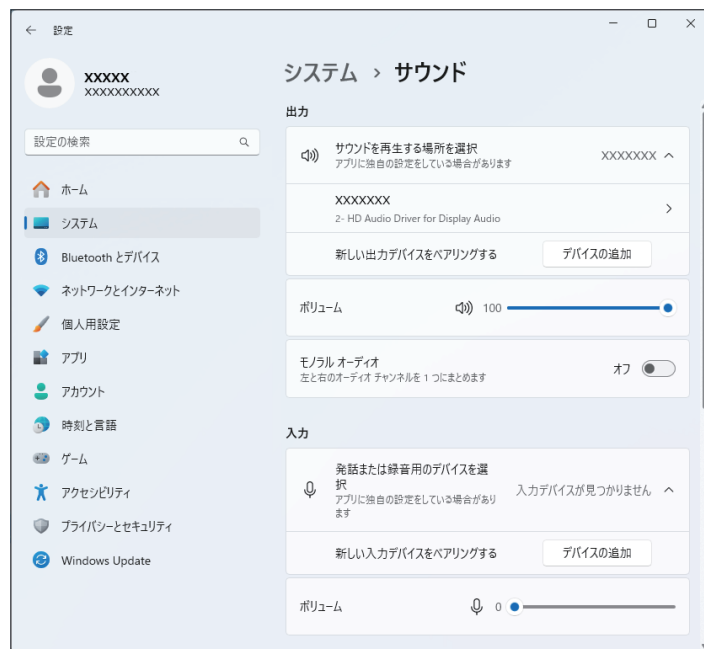 設定
XXXXX
XXXXXXXXXX
設定の検索
ホーム
システム
Bluetooth とデバイス
ネットワークとインターネット
個人用設定
アプリ
アカウント
時刻と言語
ゲーム
アクセシビリティ
プライバシーとセキュリティ
Windows Update
システム › サウンド
出力
サウンドを再生する場所を選択
アプリに独自の設定をしている場合があります
XXXXXXX
XXXXXXX
2- HD Audio Driver for Display Audio
新しい出力デバイスをペアリングする
デバイスの追加
ボリューム
100
モノラル オーディオ
左と右のオーディオ チャンネルを 1 つにまとめます
オフ
入力
発話または録音用のデバイスを選
択
アプリに独自の設定をしている場合があり
ます
入力デバイスが見つかりません
新しい入力デバイスをペアリングする
デバイスの追加
ボリューム
0